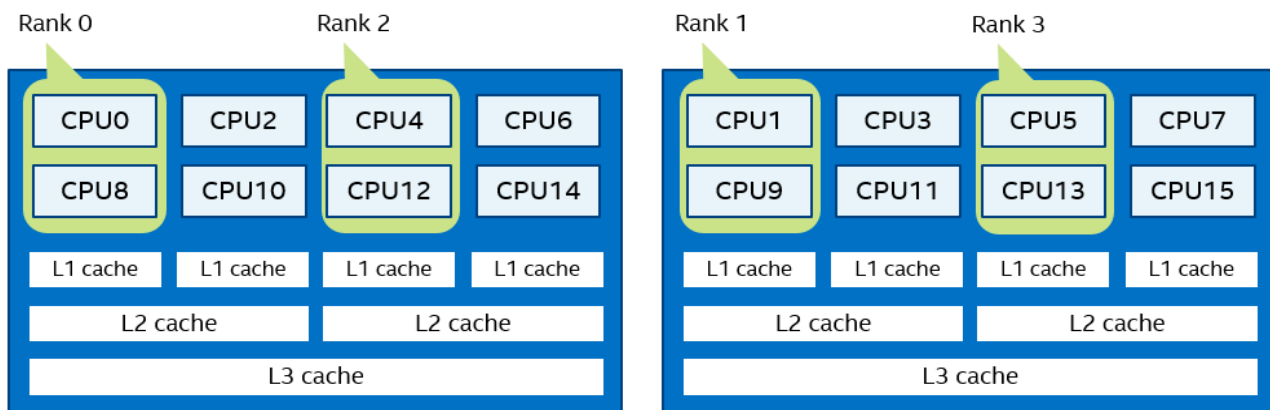 Rank 0 Rank 2 Rank 1 Rank 3
CPU0 CPU2 CPU4 CPU6 CPU1 CPU3 CPU5 CPU7
CPU8 CPU10 CPU12 CPU14 CPU9 CPU11 CPU13 CPU15
L1 cache L1 cache L1 cache L1 cache L1 cache L1 cache L1 cache L1 cache
L2 cache L2 cache L2 cache L2 cache
L3 cache L3 cache